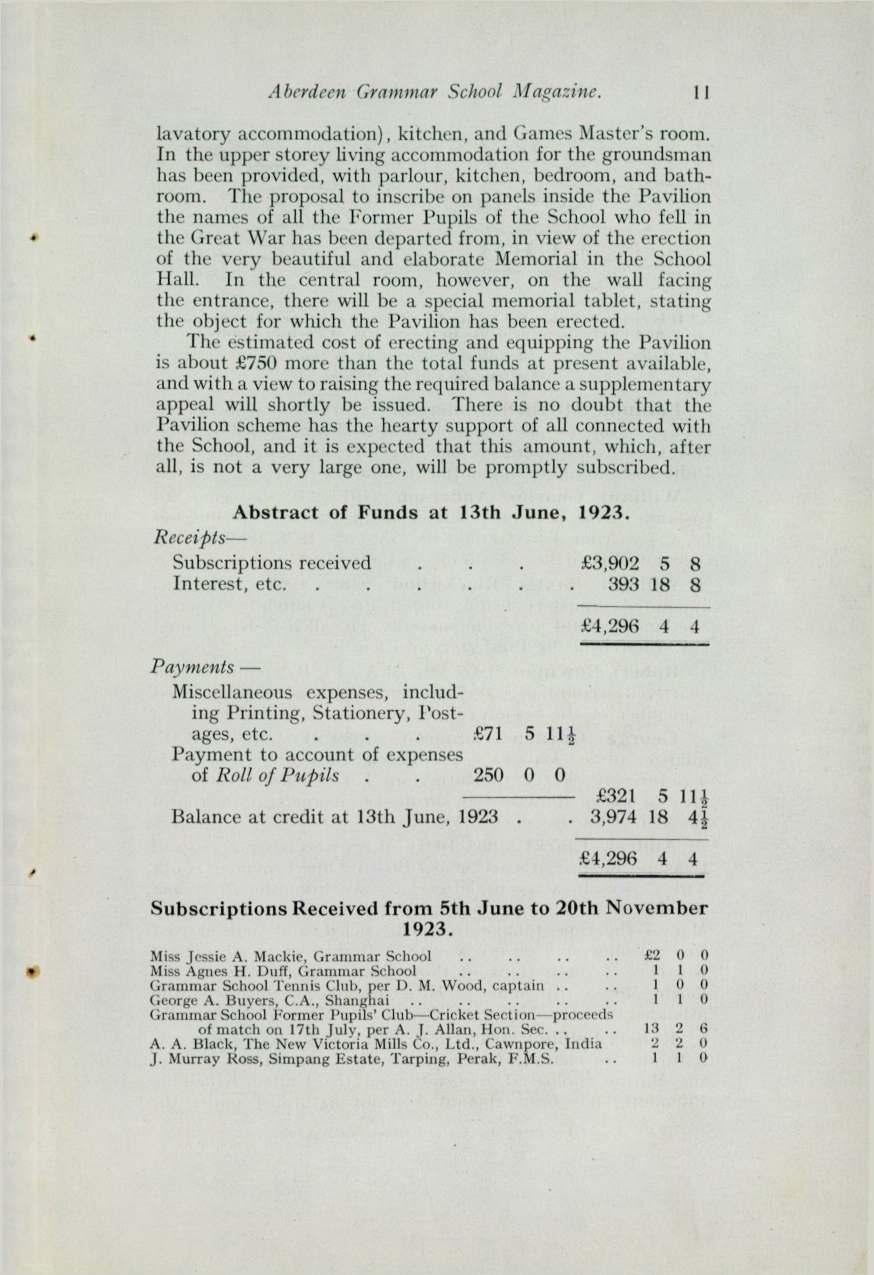 Aberdeen Grammar School Magazine. 11
lavatory accommodation), kitchen, and Games Master's room.
In the upper storey living accommodation for the groundsman
has been provided, with parlour, kitchen, bedroom, and bath-
room. The proposal to inscribe on panels inside the Pavilion
the names of all the Former Pupils of the School who fell in
the Great War has been departed from, in view of the erection
of the very beautiful and elaborate Memorial in the School
Hall. In the central room, however, on the wall facing
the entrance, there will be a special memorial tablet, stating
the object for which the Pavilion has been erected.
The estimated cost of erecting and equipping the Pavilion
is about £750 more than the total funds at present available,
and with a view to raising the required balance a supplementary
appeal will shortly be issued. There is no doubt that the
Pavilion scheme has the hearty support of all connected with
the School, and it is expected that this amount, which, after
all, is not a very large one, will be promptly subscribed.
Abstract of Funds at 13th June, 1923.
Receipts—
Subscriptions received . . . £3,902 5 8
Interest, etc. . . . . . . 393 18 8
£4,296 4 4
Payments —
Miscellaneous expenses, includ-
ing Printing, Stationery, Post-
ages, etc. . . . £71 5 11½
Payment to account of expenses
of Roll of Pupils . . 250 0 0
£321 5 11½
Balance at credit at 13th June, 1923 . . 3,974 18 4½
£4,296 4 4
Subscriptions Received from 5th June to 20th November
1923.
Miss Jessie A. Mackie, Grammar School .. .. .. .. £2 0 0
Miss Agnes H. Duff, Grammar School .. .. .. .. 1 1 0
Grammar School Tennis Club, per D. M. Wood, captain .. .. 1 0 0
George A. Buyers, C.A., Shanghai .. .. .. .. .. 1 1 0
Grammar School Former Pupils' Club—Cricket Section—proceeds
of match on 17th July, per A. J. Allan, Hon. Sec. .. .. 13 2 6
A. A. Black, The New Victoria Mills Co., Ltd., Cawnpore, India 2 2 0
J. Murray Ross, Simpang Estate, Tarping, Perak, F.M.S. .. 1 1 0